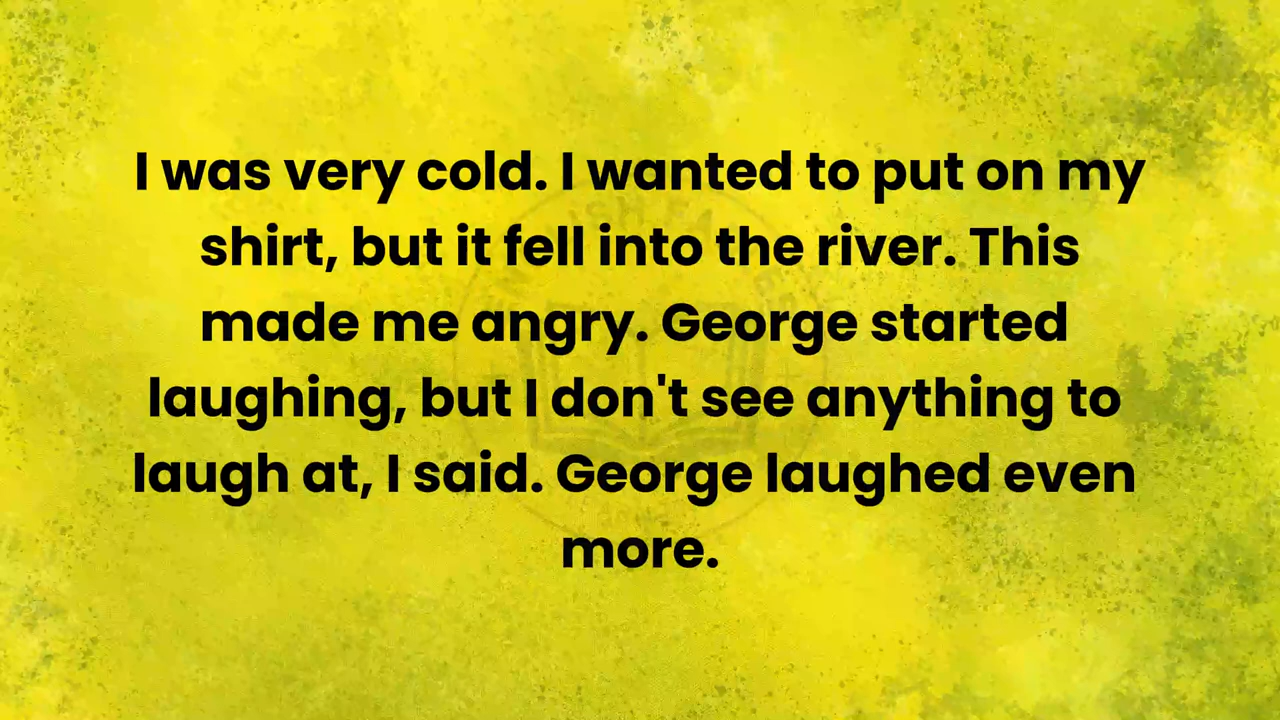 I was very cold. I wanted to put on my
shirt, but it fell into the river. This
made me angry. George started
laughing, but I don't see anything to
laugh at, I said. George laughed even
more.